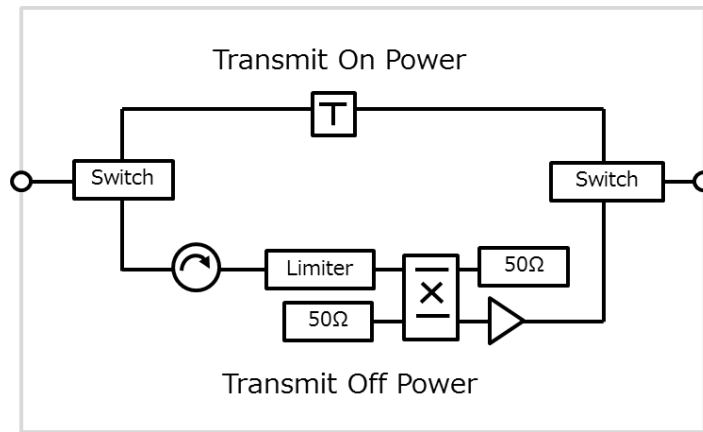 Transmit On Power
Switch
Switch
Limiter
50Ω
50Ω
Transmit Off Power